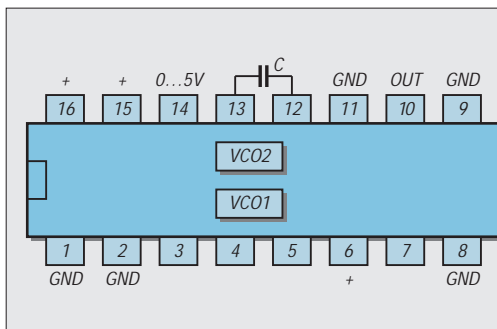 C
+ + 0...5V GND OUT GND
16 15 14 13 12 11 10 9
VCO2
VCO1
1 2 3 4 5 6 7 8
GND GND + GND